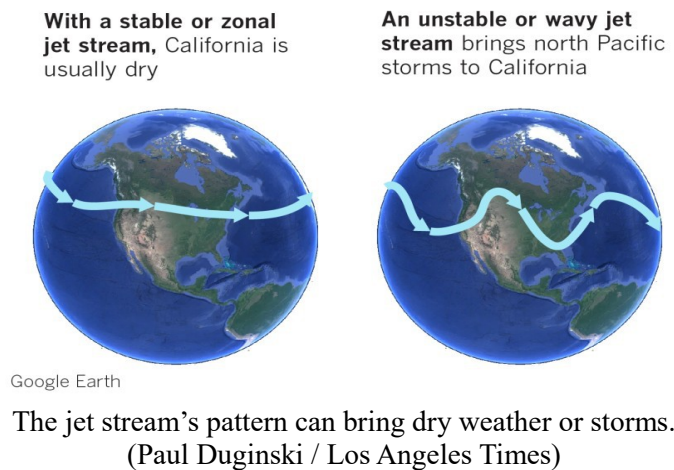 With a stable or zonal
jet stream, California is
usually dry
An unstable or wavy jet
stream brings north Pacific
storms to California
Google Earth
The jet stream’s pattern can bring dry weather or storms.
(Paul Duginski / Los Angeles Times)